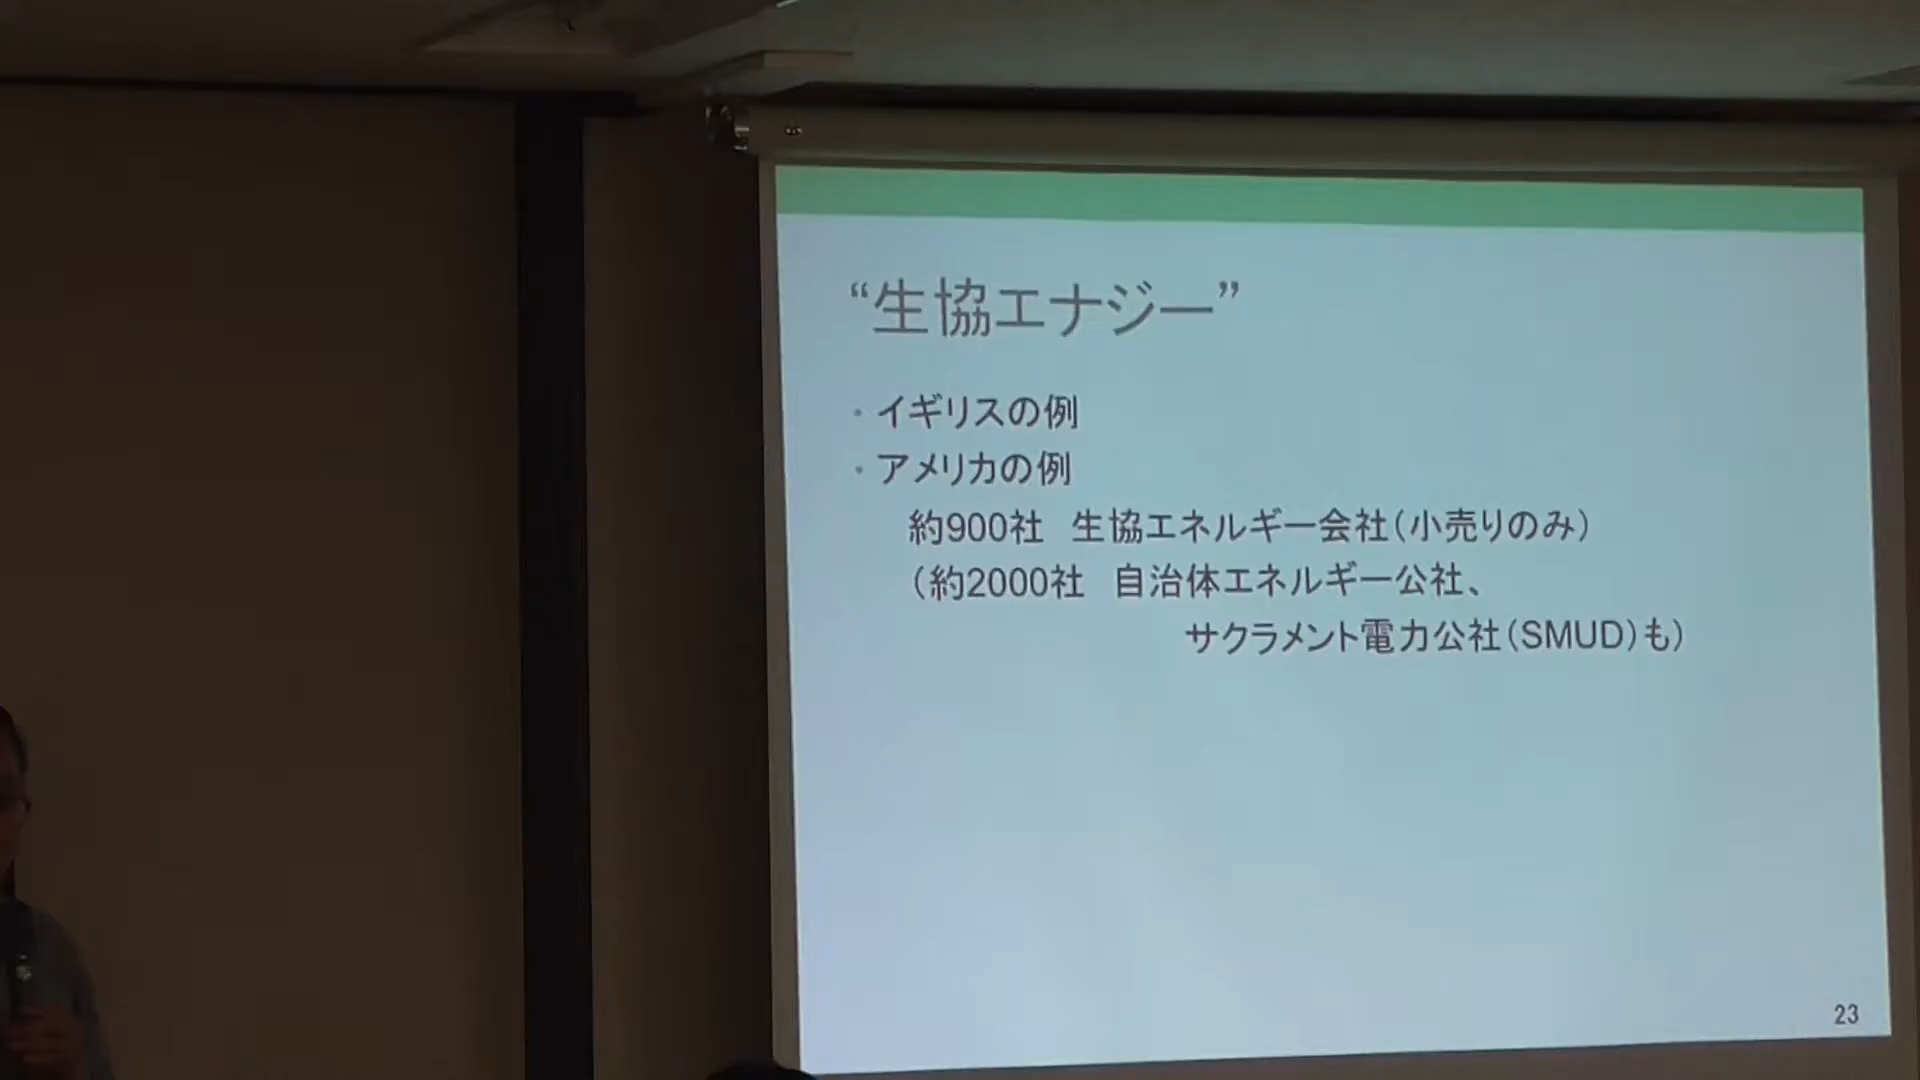 “生協エナジー”
・イギリスの例
・アメリカの例
約900社　生協エネルギー会社（小売りのみ）
（約2000社　自治体エネルギー公社、
サクラメント電力公社（SMUD）も）
23